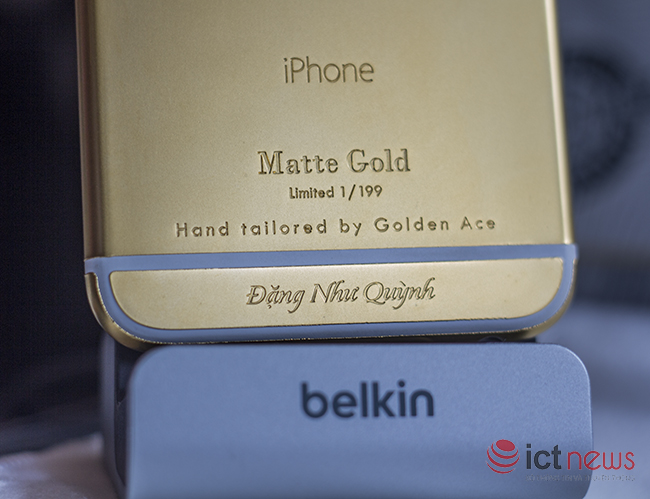 iPhone
Matte Gold
Limited 1/199
Hand tailored by Golden Ace
Đặng Như Quỳnh
belkin
ictnews